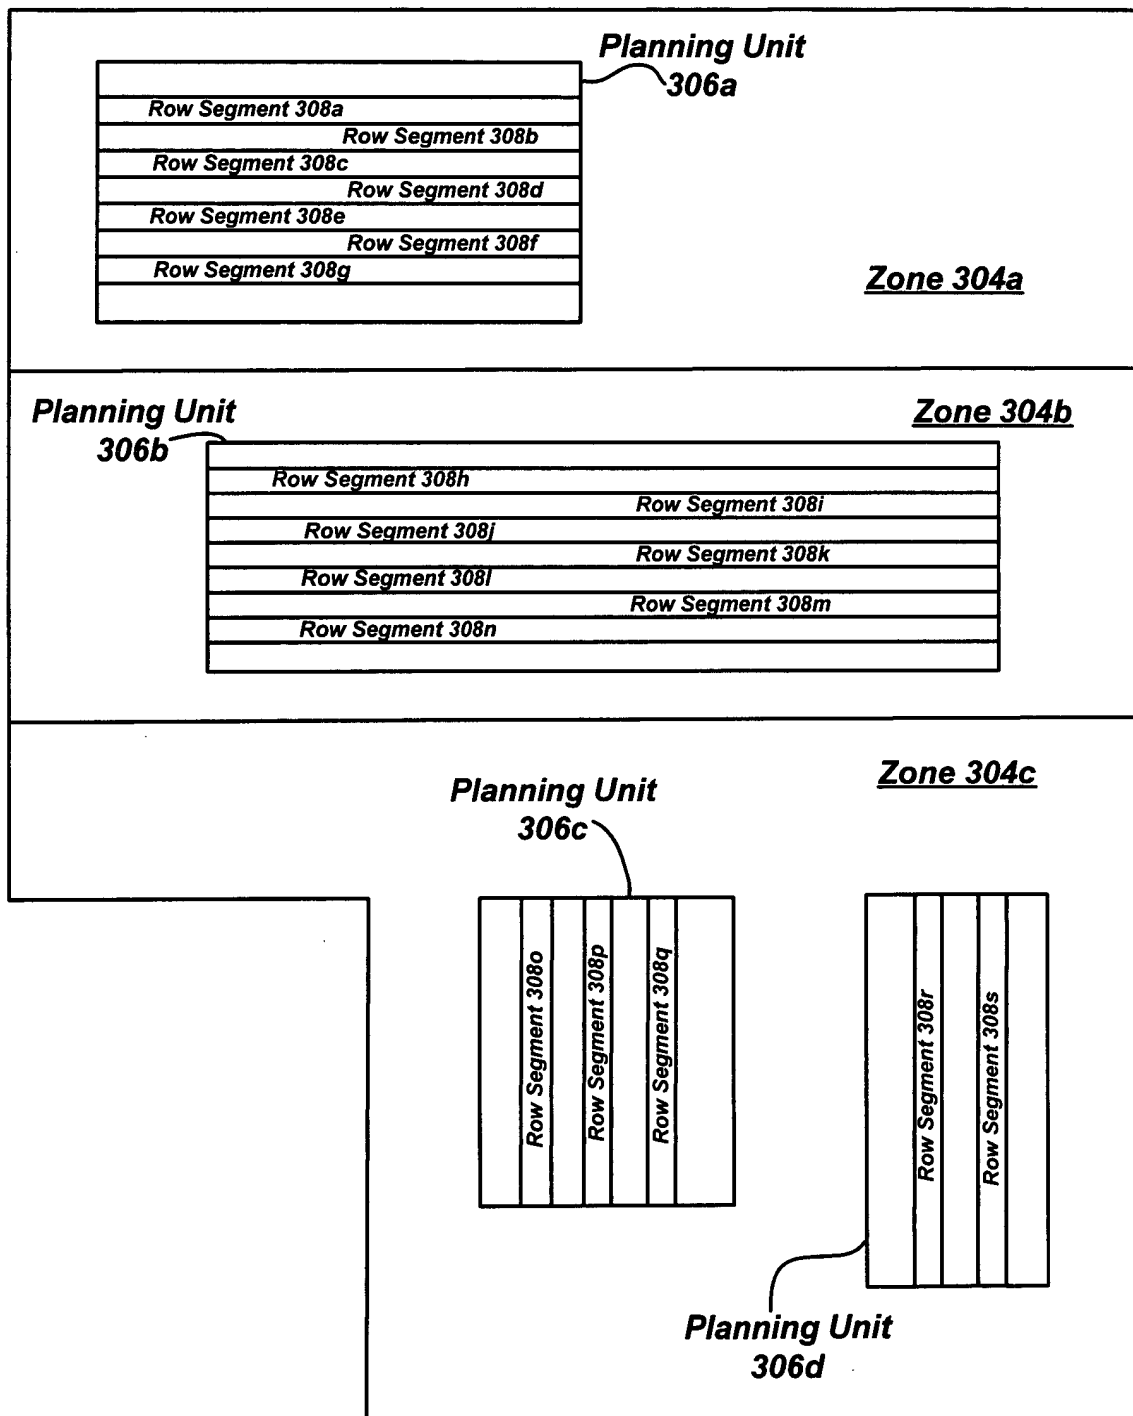 Planning Unit
306a
Row Segment 308a
Row Segment 308b
Row Segment 308c
Row Segment 308d
Row Segment 308e
Row Segment 308f
Row Segment 308g
Zone 304a
Planning Unit
306b
Zone 304b
Row Segment 308h
Row Segment 308i
Row Segment 308j
Row Segment 308k
Row Segment 308l
Row Segment 308m
Row Segment 308n
Zone 304c
Planning Unit
306c
Row Segment 308o
Row Segment 308p
Row Segment 308q
Row Segment 308r
Row Segment 308s
Planning Unit
306d